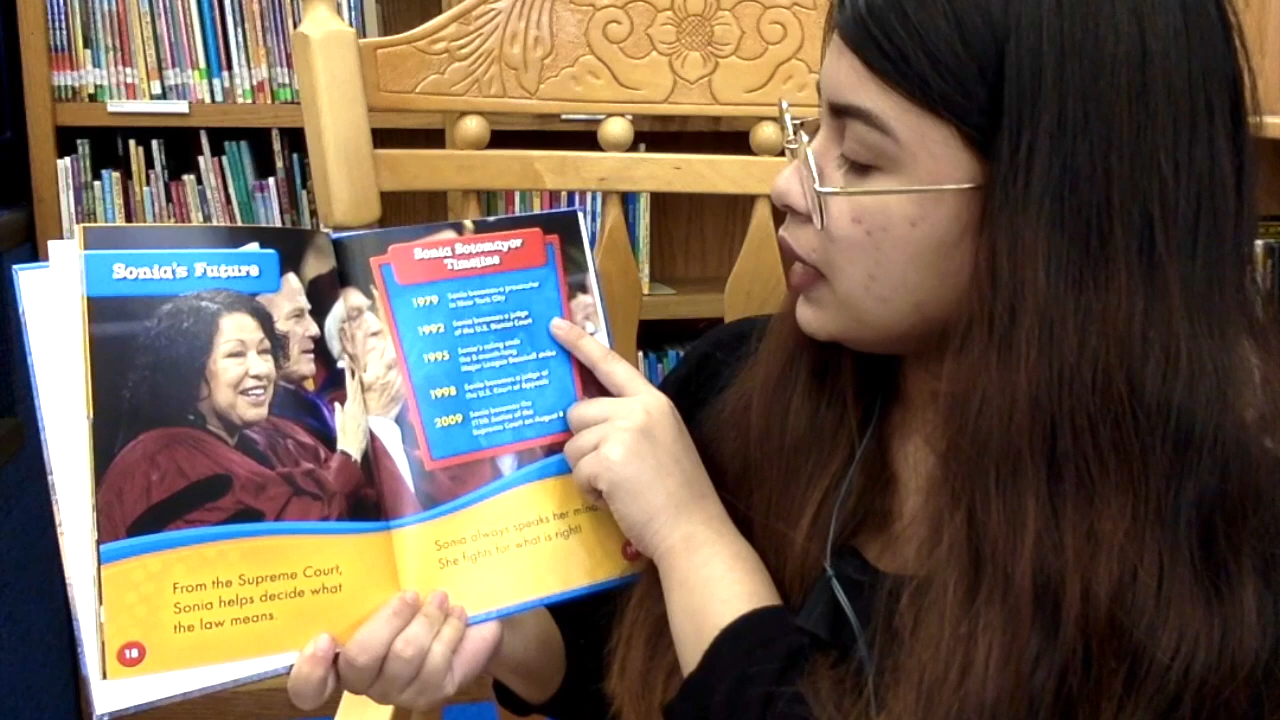 Sonia's Future
From the Supreme Court,
Sonia helps decide what
the law means.
18
Sonia Sotomayor
Timeline
1979 Sonia becomes a prosecutor
in New York City
1992 Sonia becomes a judge
of the U.S. District Court
1995 Sonia's ruling ends
the 8-month-long
Major League Baseball strike
1998 Sonia becomes a judge of
the U.S. Court of Appeals
2009 Sonia becomes the
111th Justice of the
Supreme Court on August 8
Sonia always speaks her mind.
She fights for what is right!